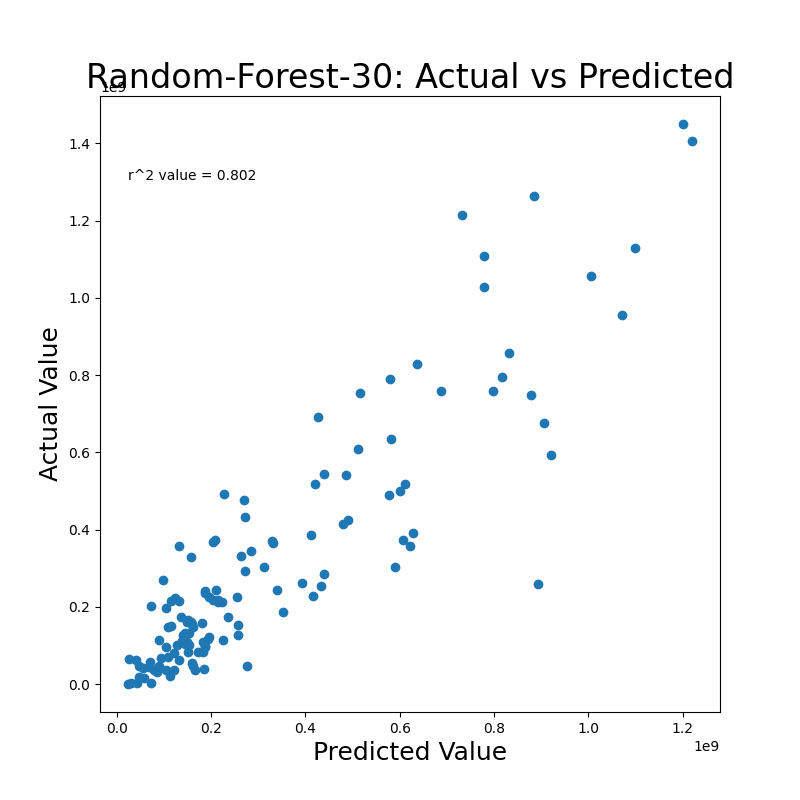 Random-Forest-30: Actual vs Predicted
1e9
r^2 value = 0.802
1.4
1.2
1.0
0.8
0.6
0.4
0.2
0.0
Actual Value
0.0 0.2 0.4 0.6 0.8 1.0 1.2
1e9
Predicted Value